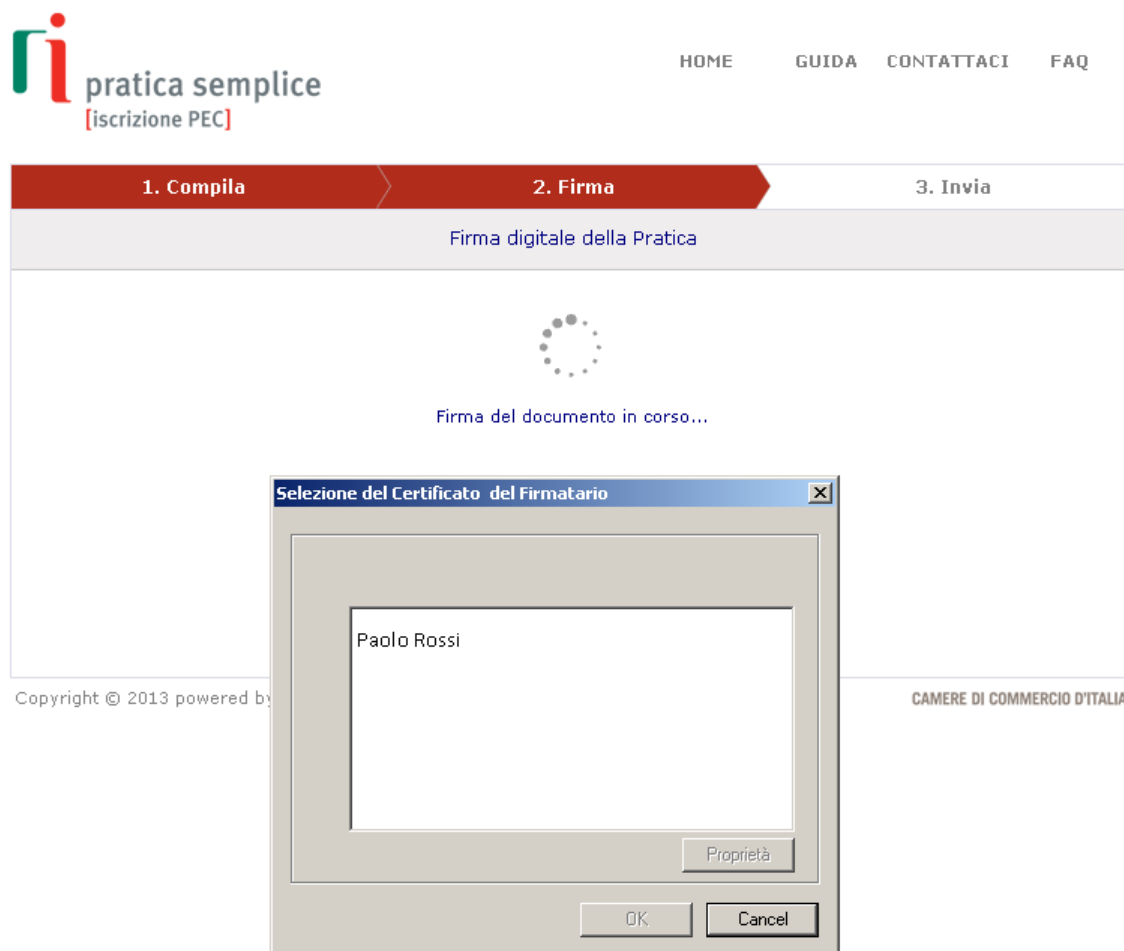 HOME GUIDA CONTATTACI FAQ
ri pratica semplice
[iscrizione PEC]
1. Compila 2. Firma 3. Invia
Firma digitale della Pratica
Firma del documento in corso...
Selezione del Certificato del Firmatario
Paolo Rossi
Copyright © 2013 powered by
CAMERE DI COMMERCIO D'ITALIA
Proprietà
OK Cancel